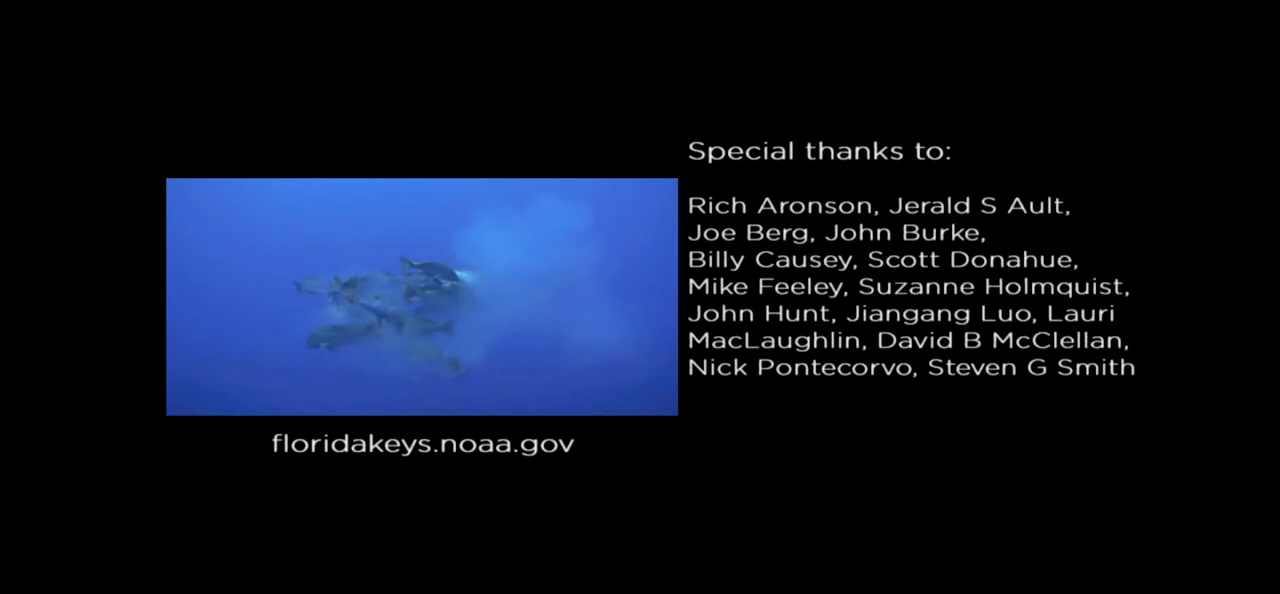 Special thanks to:
Rich Aronson, Jerald S Ault,
Joe Berg, John Burke,
Billy Causey, Scott Donahue,
Mike Feeley, Suzanne Holmquist,
John Hunt, Jiangang Luo, Lauri
MacLaughlin, David B McClellan,
Nick Pontecorvo, Steven G Smith
floridakeys.noaa.gov